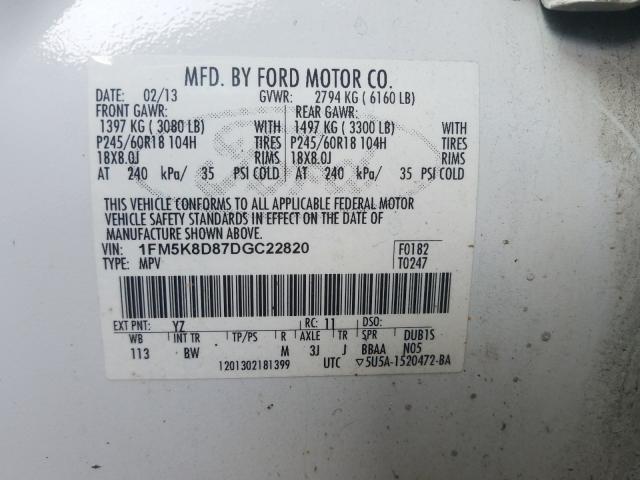 MFD. BY FORD MOTOR CO.
DATE: 02/13 GVWR: 2794 KG ( 6160 LB)
FRONT GAWR: REAR GAWR:
1397 KG ( 3080 LB) WITH 1497 KG ( 3300 LB) WITH
P245/60R18 104H TIRES P245/60R18 104H TIRES
18X8.0J RIMS 18X8.0J RIMS
AT 240 kPa/ 35 PSI COLD AT 240 kPa/ 35 PSI COLD
THIS VEHICLE CONFORMS TO ALL APPLICABLE FEDERAL MOTOR
VEHICLE SAFETY STANDARDS IN EFFECT ON THE DATE OF
MANUFACTURE SHOWN ABOVE.
VIN: 1FM5K8D87DGC22820 F0182
TYPE: MPV T0247
EXT PNT: YZ RC: 11 DSO:
WB INT TR TP/PS R AXLE TR SPR DUB1S
113 BW M 3J J BBAA N05
1201302181399 UTC ▽5U5A-1520472-BA
Ford